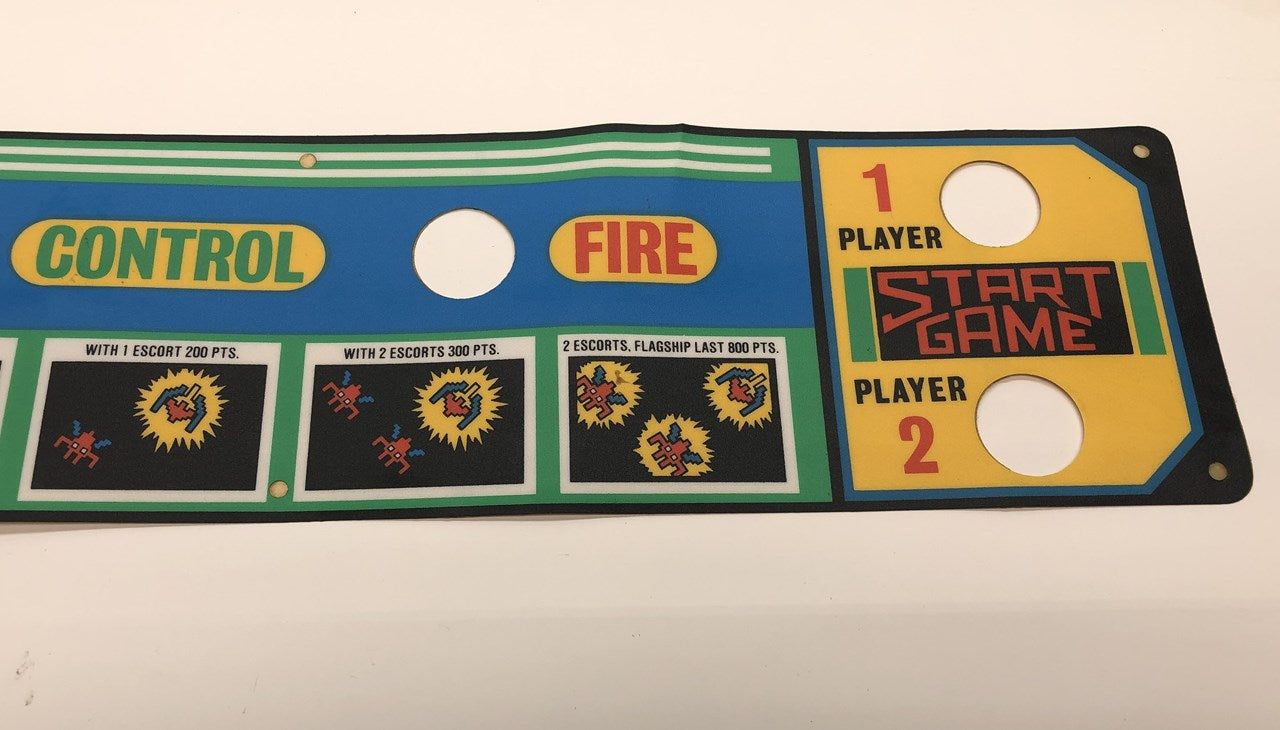 CONTROL
FIRE
WITH 1 ESCORT 200 PTS.
WITH 2 ESCORTS 300 PTS.
2 ESCORTS. FLAGSHIP LAST 800 PTS.
1
PLAYER
START
GAME
PLAYER
2